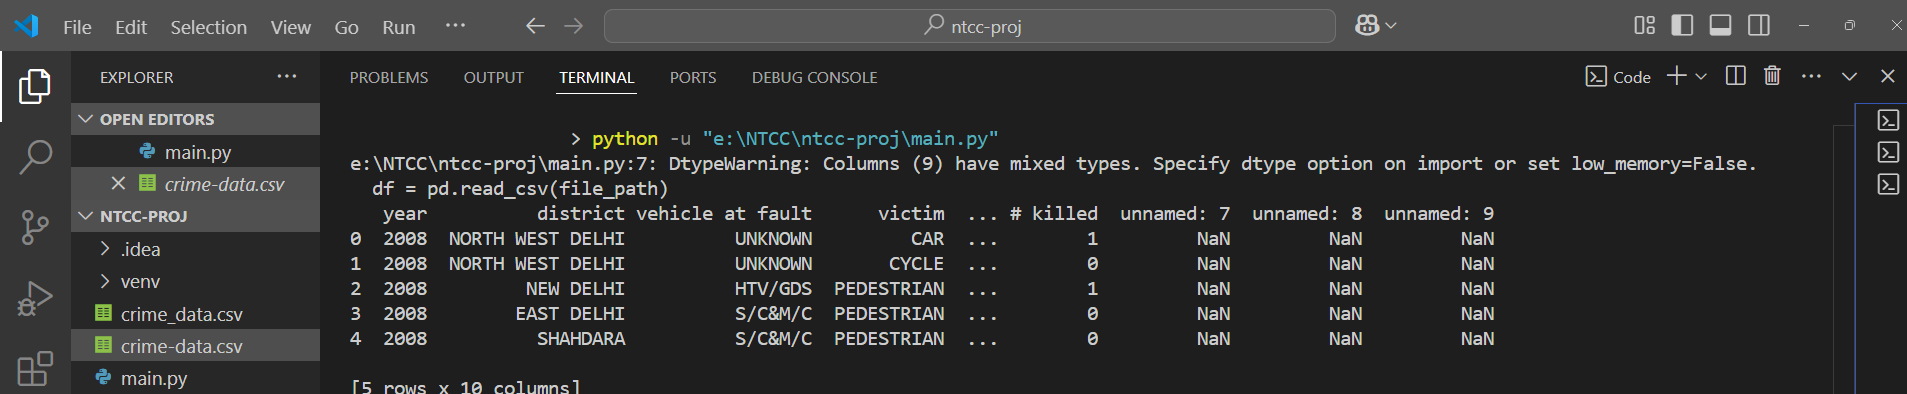 File Edit Selection View Go Run ··· ntcc-proj
EXPLORER ···
OPEN EDITORS
main.py
crime-data.csv
NTCC-PROJ
.idea
venv
crime_data.csv
crime-data.csv
main.py
PROBLEMS OUTPUT TERMINAL PORTS DEBUG CONSOLE Code
> python -u "e:\NTCC\ntcc-proj\main.py"
e:\NTCC\ntcc-proj\main.py:7: DtypeWarning: Columns (9) have mixed types. Specify dtype option on import or set low_memory=False.
df = pd.read_csv(file_path)
year district vehicle at fault victim ... # killed unnamed: 7 unnamed: 8 unnamed: 9
0 2008 NORTH WEST DELHI UNKNOWN CAR ... 1 NaN NaN NaN
1 2008 NORTH WEST DELHI UNKNOWN CYCLE ... 0 NaN NaN NaN
2 2008 NEW DELHI HTV/GDS PEDESTRIAN ... 1 NaN NaN NaN
3 2008 EAST DELHI S/C&M/C PEDESTRIAN ... 0 NaN NaN NaN
4 2008 SHAHDARA S/C&M/C PEDESTRIAN ... 0 NaN NaN NaN
[5 rows x 10 columns]